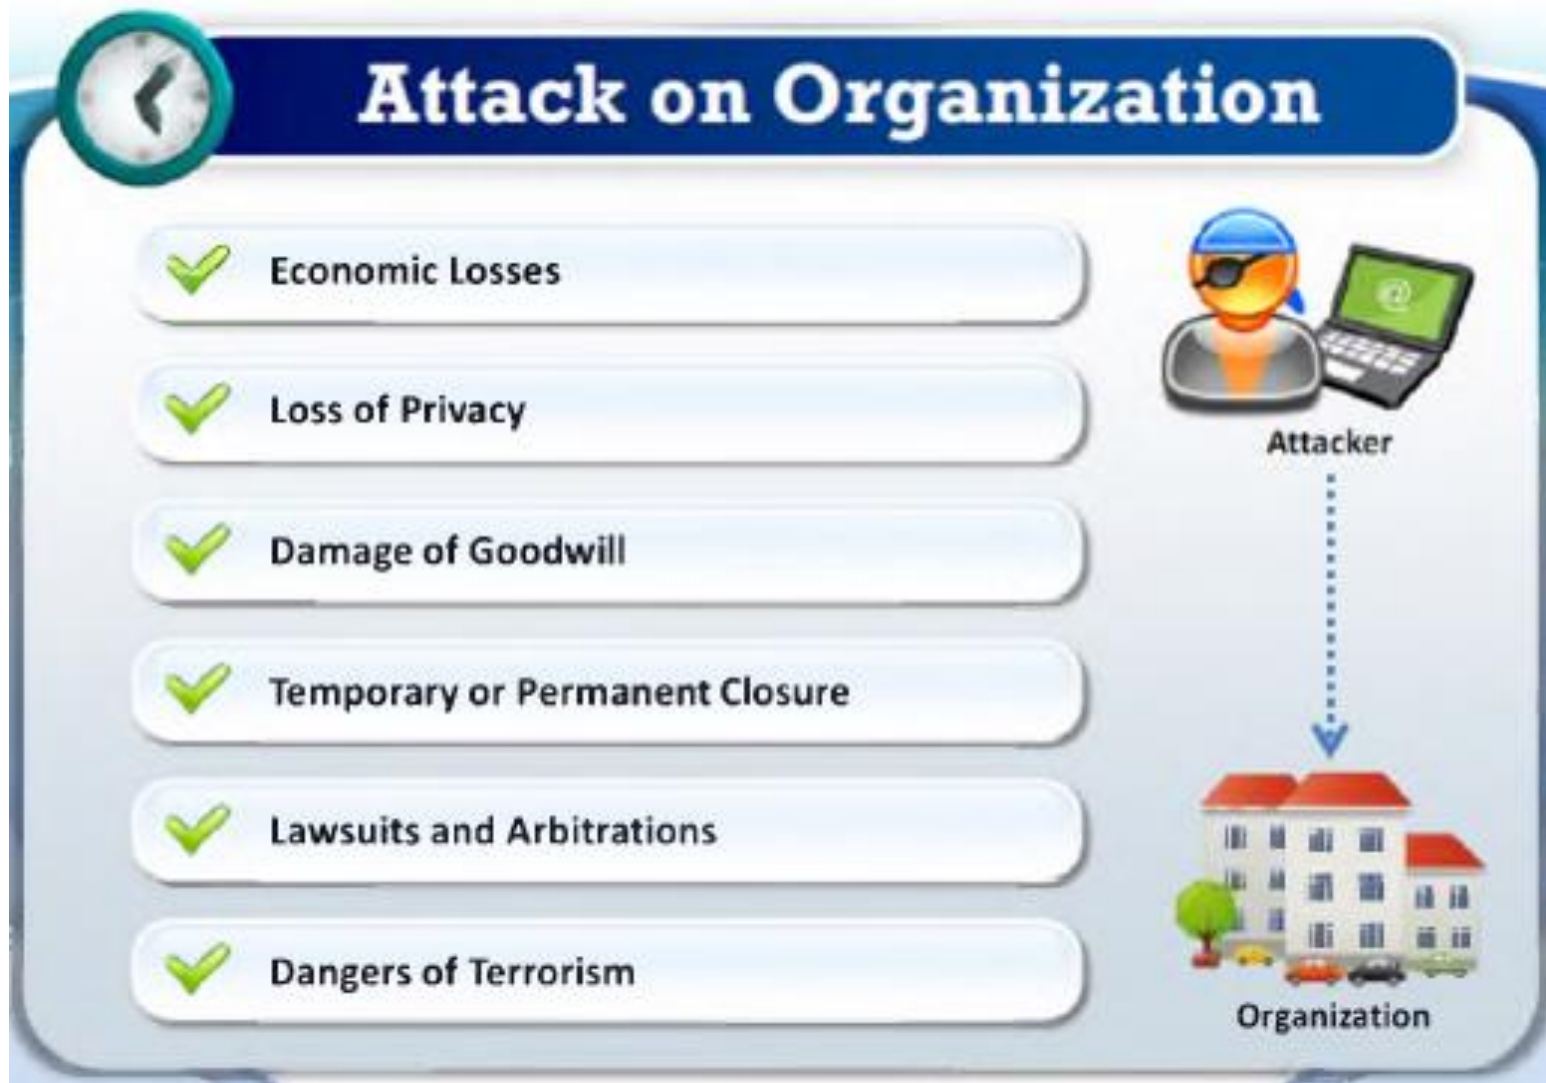 Attack on Organization
Economic Losses
Loss of Privacy
Damage of Goodwill
Temporary or Permanent Closure
Lawsuits and Arbitrations
Dangers of Terrorism
@
Attacker
Organization